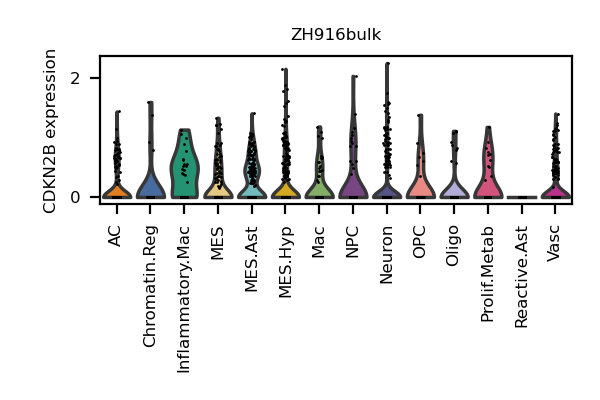 ZH916bulk
CDKN2B expression
2
0
AC
Chromatin.Reg
Inflammatory.Mac
MES
MES.Ast
MES.Hyp
Mac
NPC
Neuron
OPC
Oligo
Prolif.Metab
Reactive.Ast
Vasc